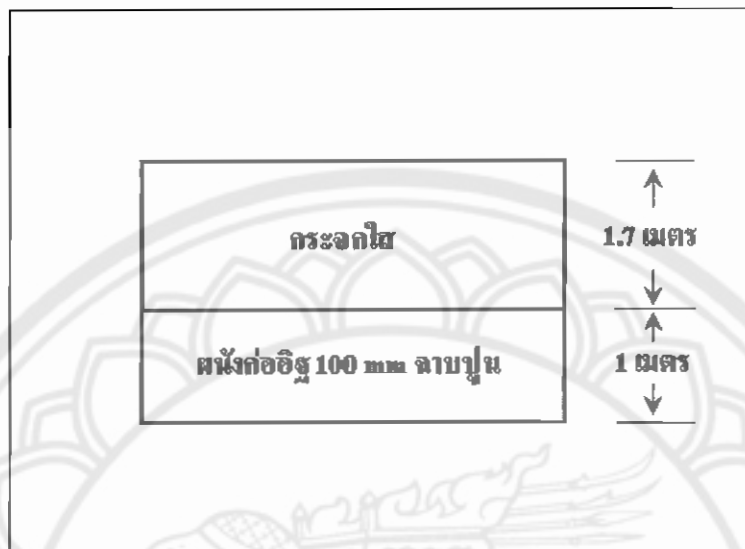 กระจกใส
1.7 เมตร
ผนังก่ออิฐ 100 mm ฉาบปูน
1 เมตร